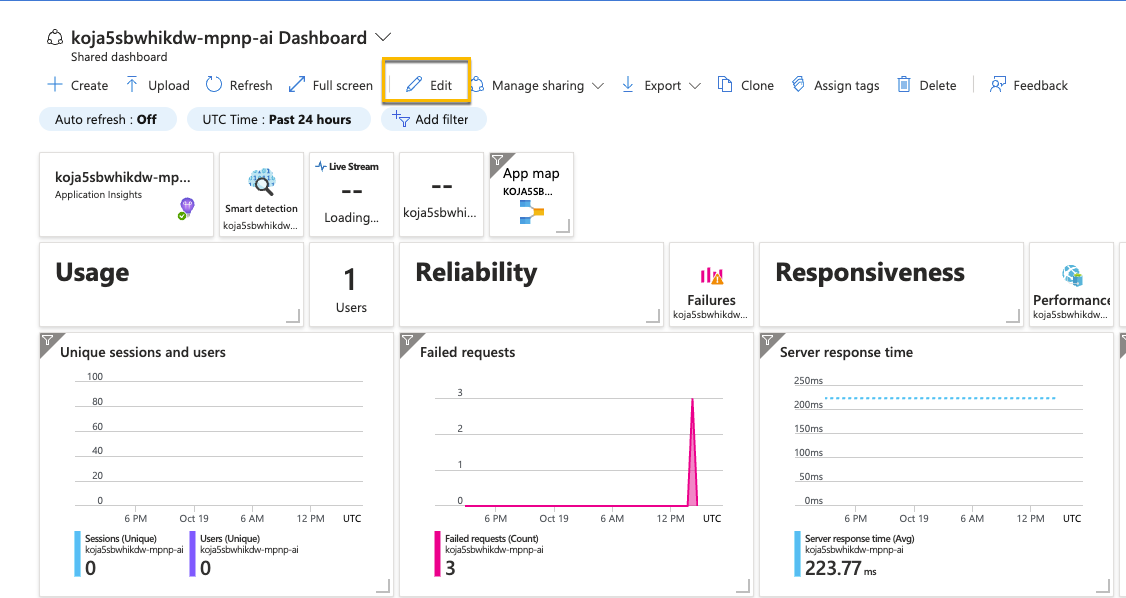 koja5sbwhikdw-mpnp-ai Dashboard
Shared dashboard
Create Upload Refresh Full screen Edit Manage sharing Export Clone Assign tags Delete Feedback
Auto refresh : Off UTC Time : Past 24 hours Add filter
koja5sbwhikdw-mp...
Application Insights
Smart detection
koja5sbwhikdw...
Live Stream
--
Loading...
--
koja5sbwhi...
App map
KOJA5SB...
Usage
1
Users
Reliability
Failures
koja5sbwhikdw...
Responsiveness
Performance
koja5sbwhikdw...
Unique sessions and users
100
80
60
40
20
0
6 PM Oct 19 6 AM 12 PM UTC
Sessions (Unique)
koja5sbwhikdw-mpnp-ai
0
Users (Unique)
koja5sbwhikdw-mpnp-ai
0
Failed requests
3
2
1
0
6 PM Oct 19 6 AM 12 PM UTC
Failed requests (Count)
koja5sbwhikdw-mpnp-ai
3
Server response time
250ms
200ms
150ms
100ms
50ms
0ms
6 PM Oct 19 6 AM 12 PM UTC
Server response time (Avg)
koja5sbwhikdw-mpnp-ai
223.77 ms